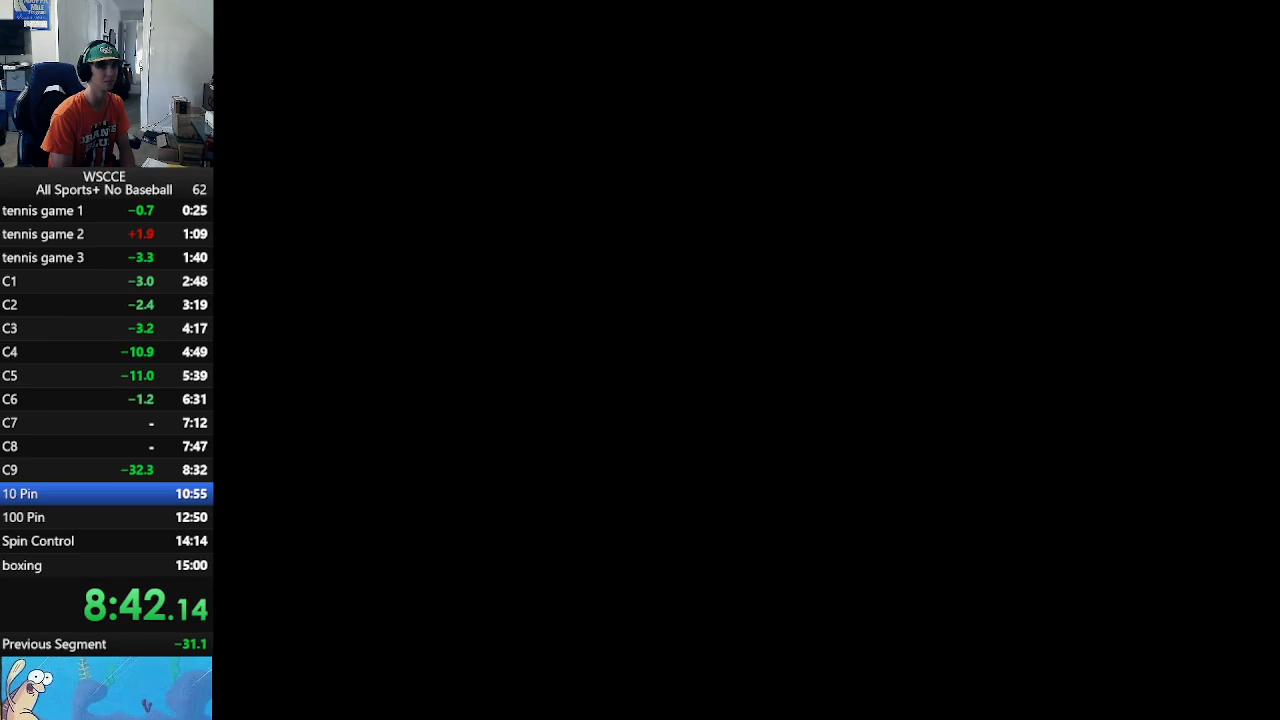 WSCCE
All Sports+ No Baseball 62
tennis game 1 −0.7 0:25
tennis game 2 +1.9 1:09
tennis game 3 −3.3 1:40
C1 −3.0 2:48
C2 −2.4 3:19
C3 −3.2 4:17
C4 −10.9 4:49
C5 −11.0 5:39
C6 −1.2 6:31
C7 - 7:12
C8 - 7:47
C9 −32.3 8:32
10 Pin 10:55
100 Pin 12:50
Spin Control 14:14
boxing 15:00
8:42.14
Previous Segment −31.1